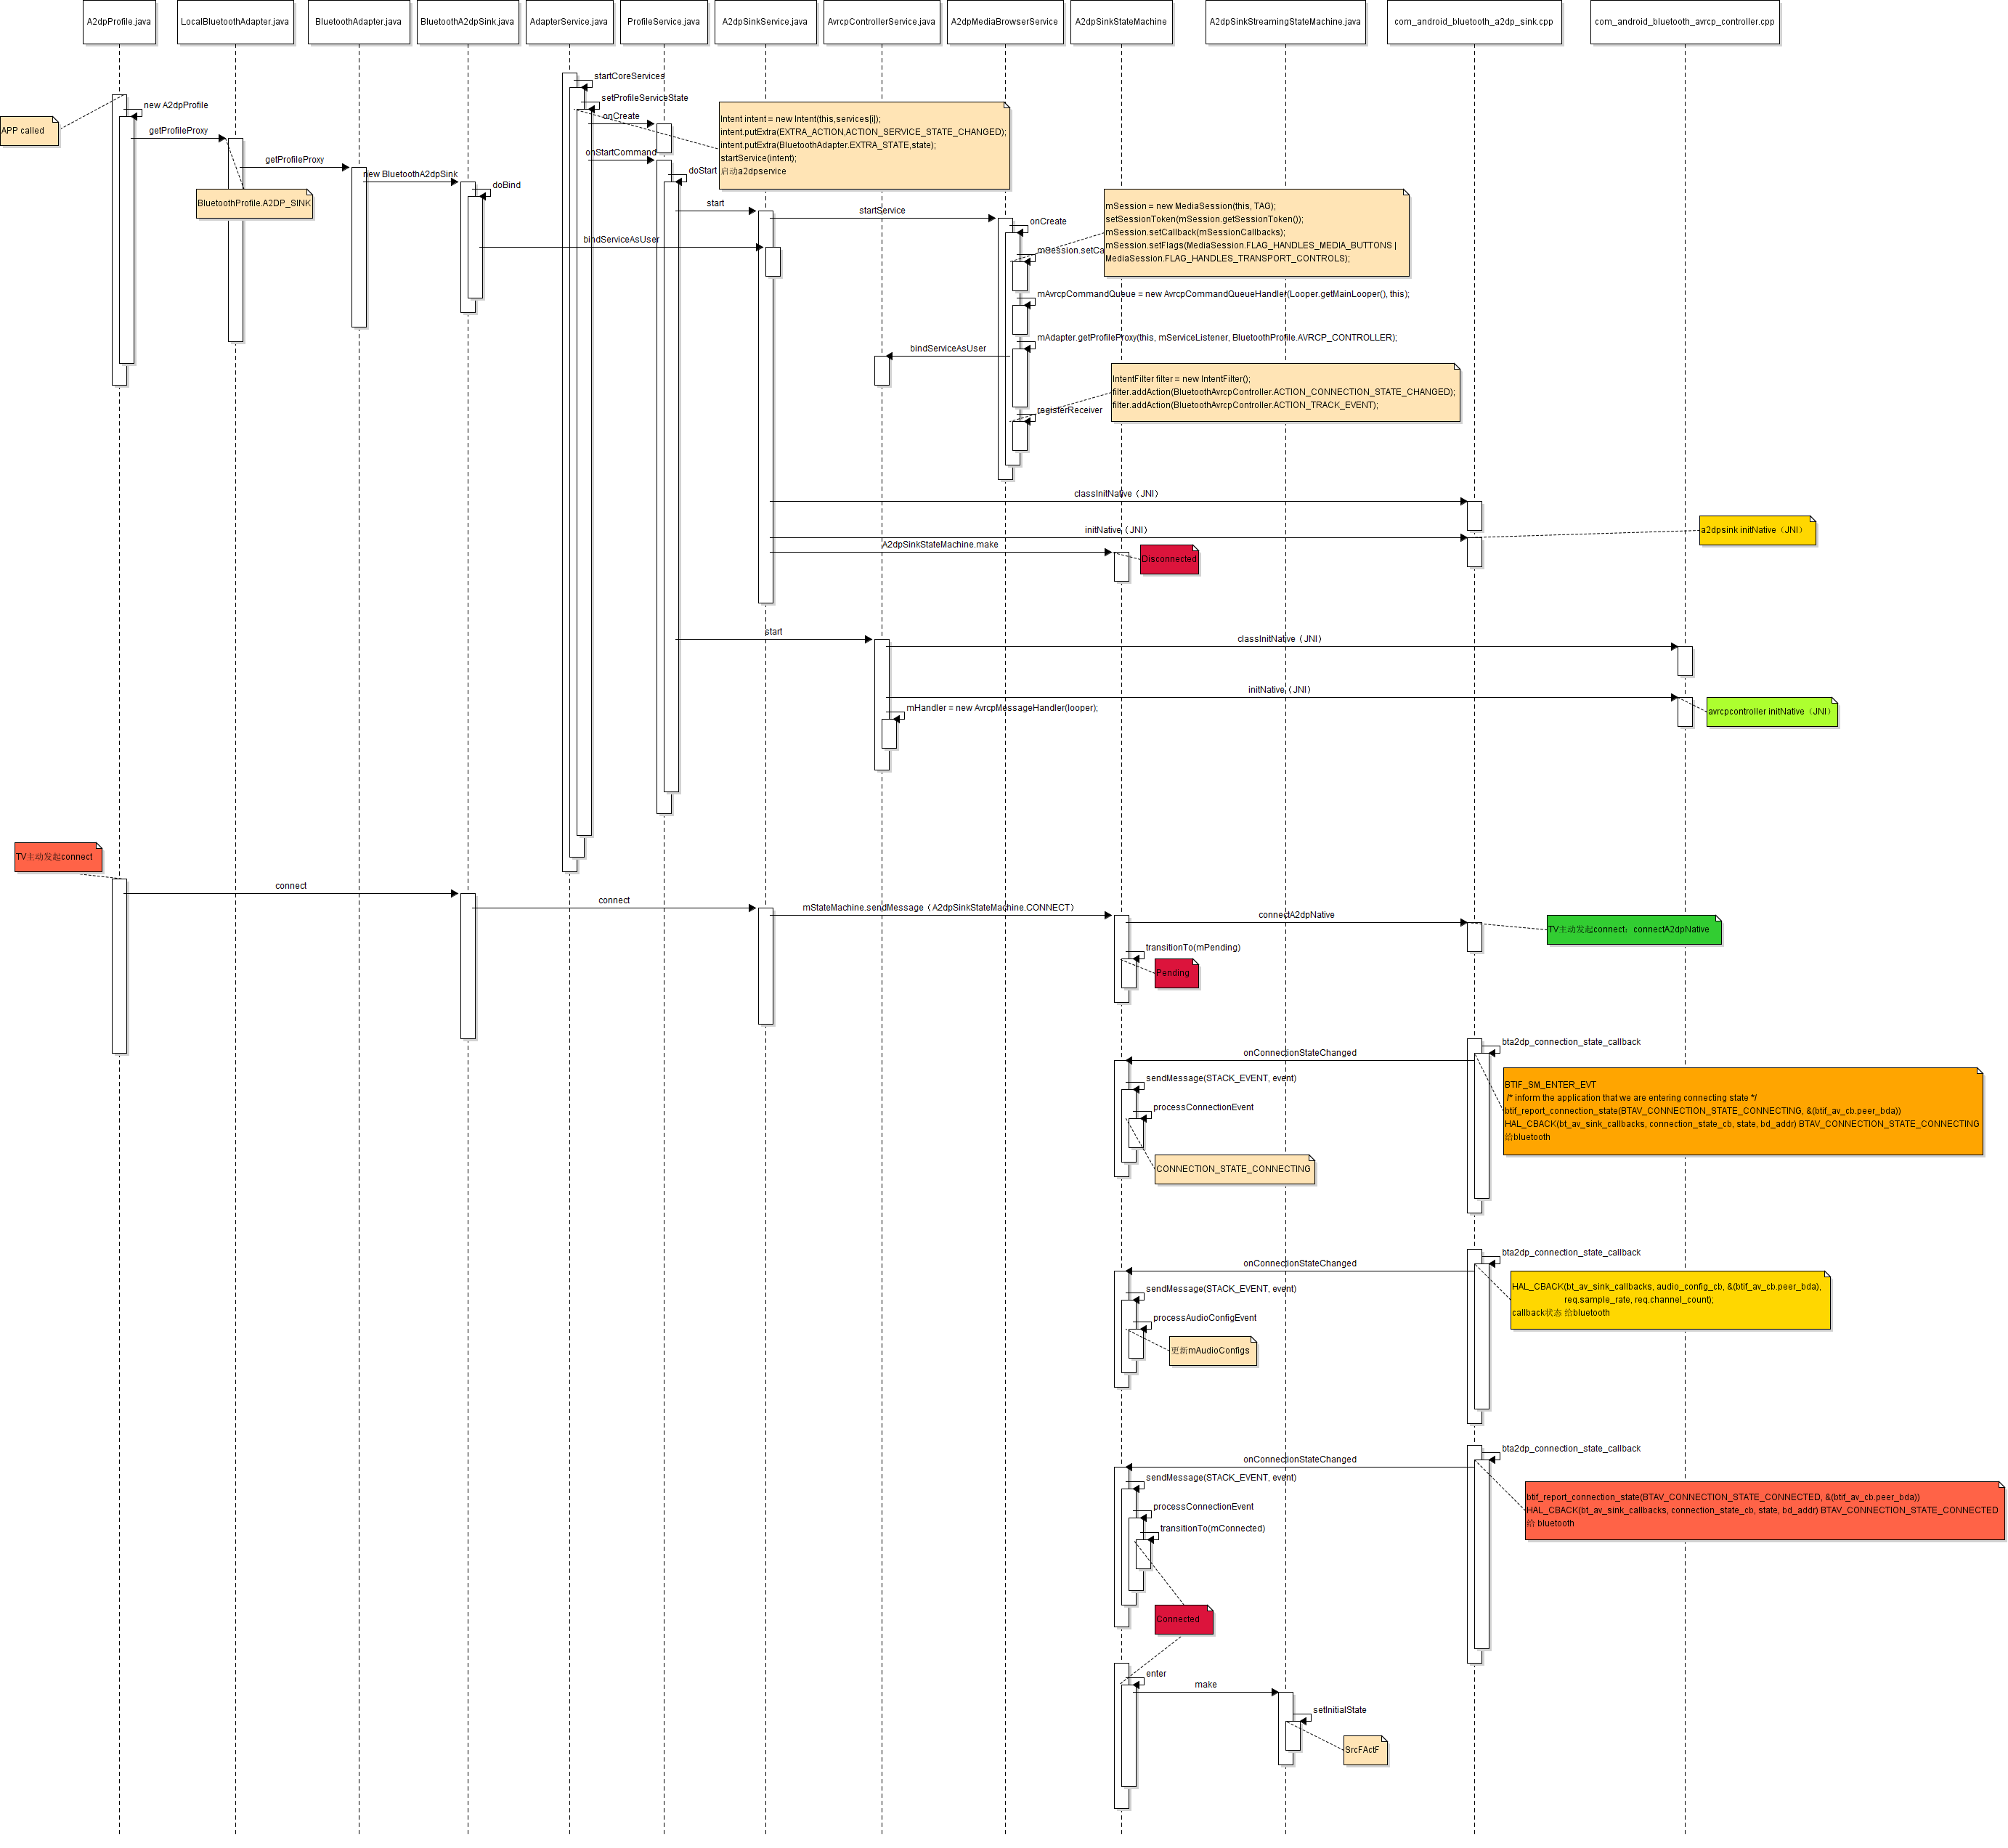 A2dpProfile.java
LocalBluetoothAdapter.java
BluetoothAdapter.java
BluetoothA2dpSink.java
AdapterService.java
ProfileService.java
A2dpSinkService.java
AvrcpControllerService.java
A2dpMediaBrowserService
A2dpSinkStateMachine
A2dpSinkStreamingStateMachine.java
com_android_bluetooth_a2dp_sink.cpp
com_android_bluetooth_avrcp_controller.cpp
startCoreServices
setProfileServiceState
new A2dpProfile
APP called
getProfileProxy
onCreate
Intent intent = new Intent(this,services[i]);
intent.putExtra(EXTRA_ACTION,ACTION_SERVICE_STATE_CHANGED);
intent.putExtra(BluetoothAdapter.EXTRA_STATE,state);
startService(intent);
启动a2dpservice
getProfileProxy
onStartCommand
new BluetoothA2dpSink
doStart
doBind
BluetoothProfile.A2DP_SINK
start
startService
onCreate
mSession = new MediaSession(this, TAG);
setSessionToken(mSession.getSessionToken());
mSession.setCallback(mSessionCallbacks);
mSession.setFlags(MediaSession.FLAG_HANDLES_MEDIA_BUTTONS |
MediaSession.FLAG_HANDLES_TRANSPORT_CONTROLS);
bindServiceAsUser
mSession.setCa
mAvrcpCommandQueue = new AvrcpCommandQueueHandler(Looper.getMainLooper(), this);
mAdapter.getProfileProxy(this, mServiceListener, BluetoothProfile.AVRCP_CONTROLLER);
bindServiceAsUser
IntentFilter filter = new IntentFilter();
filter.addAction(BluetoothAvrcpController.ACTION_CONNECTION_STATE_CHANGED);
filter.addAction(BluetoothAvrcpController.ACTION_TRACK_EVENT);
registerReceiver
classInitNative（JNI）
initNative（JNI）
a2dpsink initNative（JNI）
A2dpSinkStateMachine.make
Disconnected
start
classInitNative（JNI）
initNative（JNI）
mHandler = new AvrcpMessageHandler(looper);
avrcpcontroller initNative（JNI）
TV主动发起connect
connect
connect
mStateMachine.sendMessage（A2dpSinkStateMachine.CONNECT）
connectA2dpNative
TV主动发起connect：connectA2dpNative
transitionTo(mPending)
Pending
bta2dp_connection_state_callback
onConnectionStateChanged
sendMessage(STACK_EVENT, event)
processConnectionEvent
BTIF_SM_ENTER_EVT
/* inform the application that we are entering connecting state */
btif_report_connection_state(BTAV_CONNECTION_STATE_CONNECTING, &(btif_av_cb.peer_bda))
HAL_CBACK(bt_av_sink_callbacks, connection_state_cb, state, bd_addr) BTAV_CONNECTION_STATE_CONNECTING
给bluetooth
CONNECTION_STATE_CONNECTING
bta2dp_connection_state_callback
onConnectionStateChanged
sendMessage(STACK_EVENT, event)
processAudioConfigEvent
HAL_CBACK(bt_av_sink_callbacks, audio_config_cb, &(btif_av_cb.peer_bda),
req.sample_rate, req.channel_count);
callback状态 给bluetooth
更新mAudioConfigs
bta2dp_connection_state_callback
onConnectionStateChanged
sendMessage(STACK_EVENT, event)
processConnectionEvent
transitionTo(mConnected)
btif_report_connection_state(BTAV_CONNECTION_STATE_CONNECTED, &(btif_av_cb.peer_bda))
HAL_CBACK(bt_av_sink_callbacks, connection_state_cb, state, bd_addr) BTAV_CONNECTION_STATE_CONNECTED
给 bluetooth
Connected
enter
make
setInitialState
SrcFActF